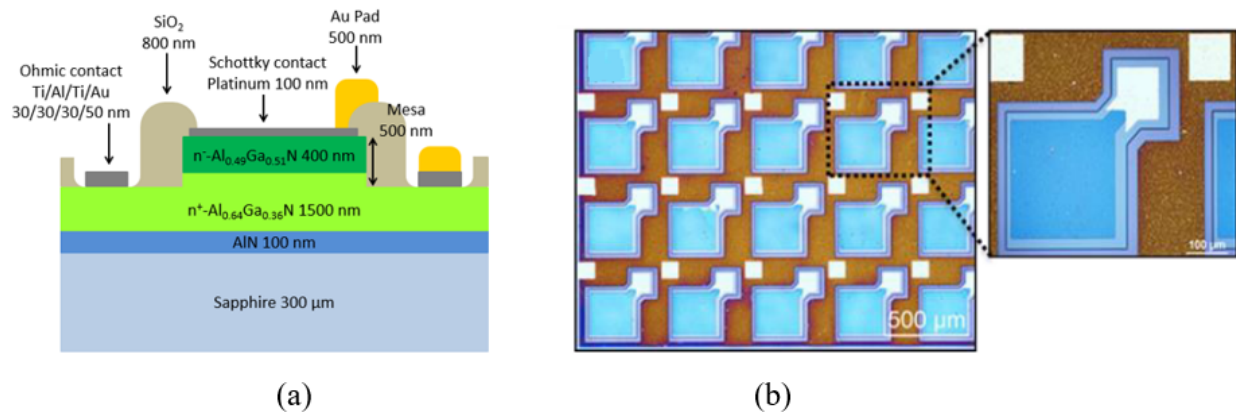 SiO₂
800 nm
Au Pad
500 nm
Ohmic contact
Ti/Al/Ti/Au
30/30/30/50 nm
Schottky contact
Platinum 100 nm
Mesa
500 nm
n⁻-Al₀.₄₉Ga₀.₅₁N 400 nm
n⁺-Al₀.₆₄Ga₀.₃₆N 1500 nm
AlN 100 nm
Sapphire 300 µm
500 µm
100 µm
(a)
(b)